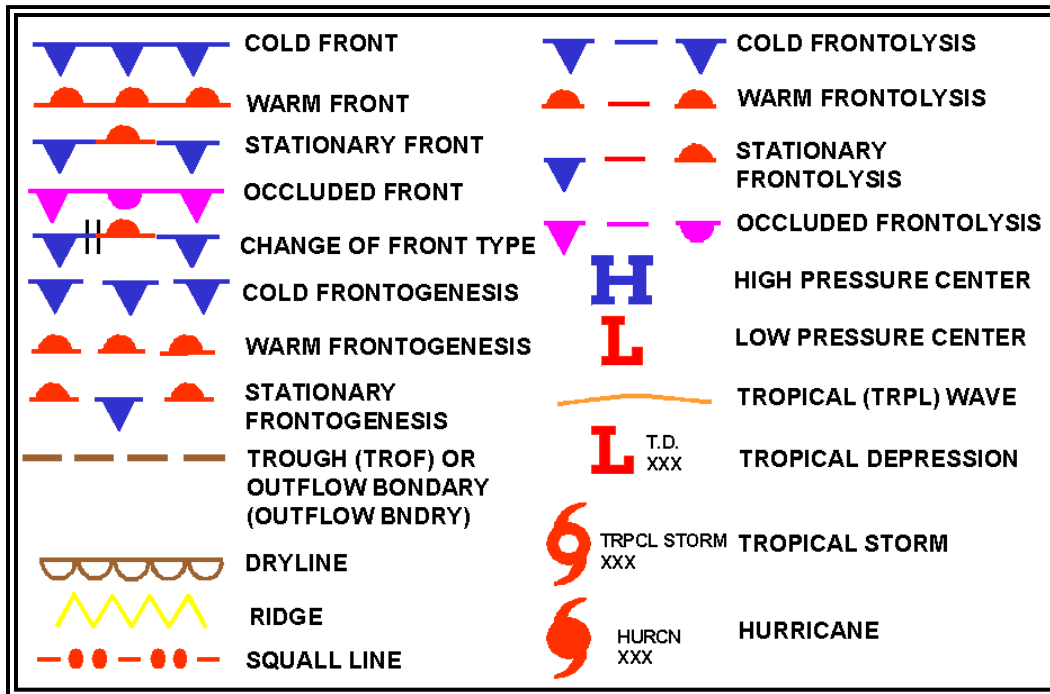 COLD FRONT
WARM FRONT
STATIONARY FRONT
OCCLUDED FRONT
CHANGE OF FRONT TYPE
COLD FRONTOGENESIS
WARM FRONTOGENESIS
STATIONARY
FRONTOGENESIS
TROUGH (TROF) OR
OUTFLOW BONDARY
(OUTFLOW BNDRY)
DRYLINE
RIDGE
SQUALL LINE
COLD FRONTOLYSIS
WARM FRONTOLYSIS
STATIONARY
FRONTOLYSIS
OCCLUDED FRONTOLYSIS
H HIGH PRESSURE CENTER
L LOW PRESSURE CENTER
TROPICAL (TRPL) WAVE
L T.D.
XXX
TROPICAL DEPRESSION
TRPCL STORM
XXX
TROPICAL STORM
HURCN
XXX
HURRICANE